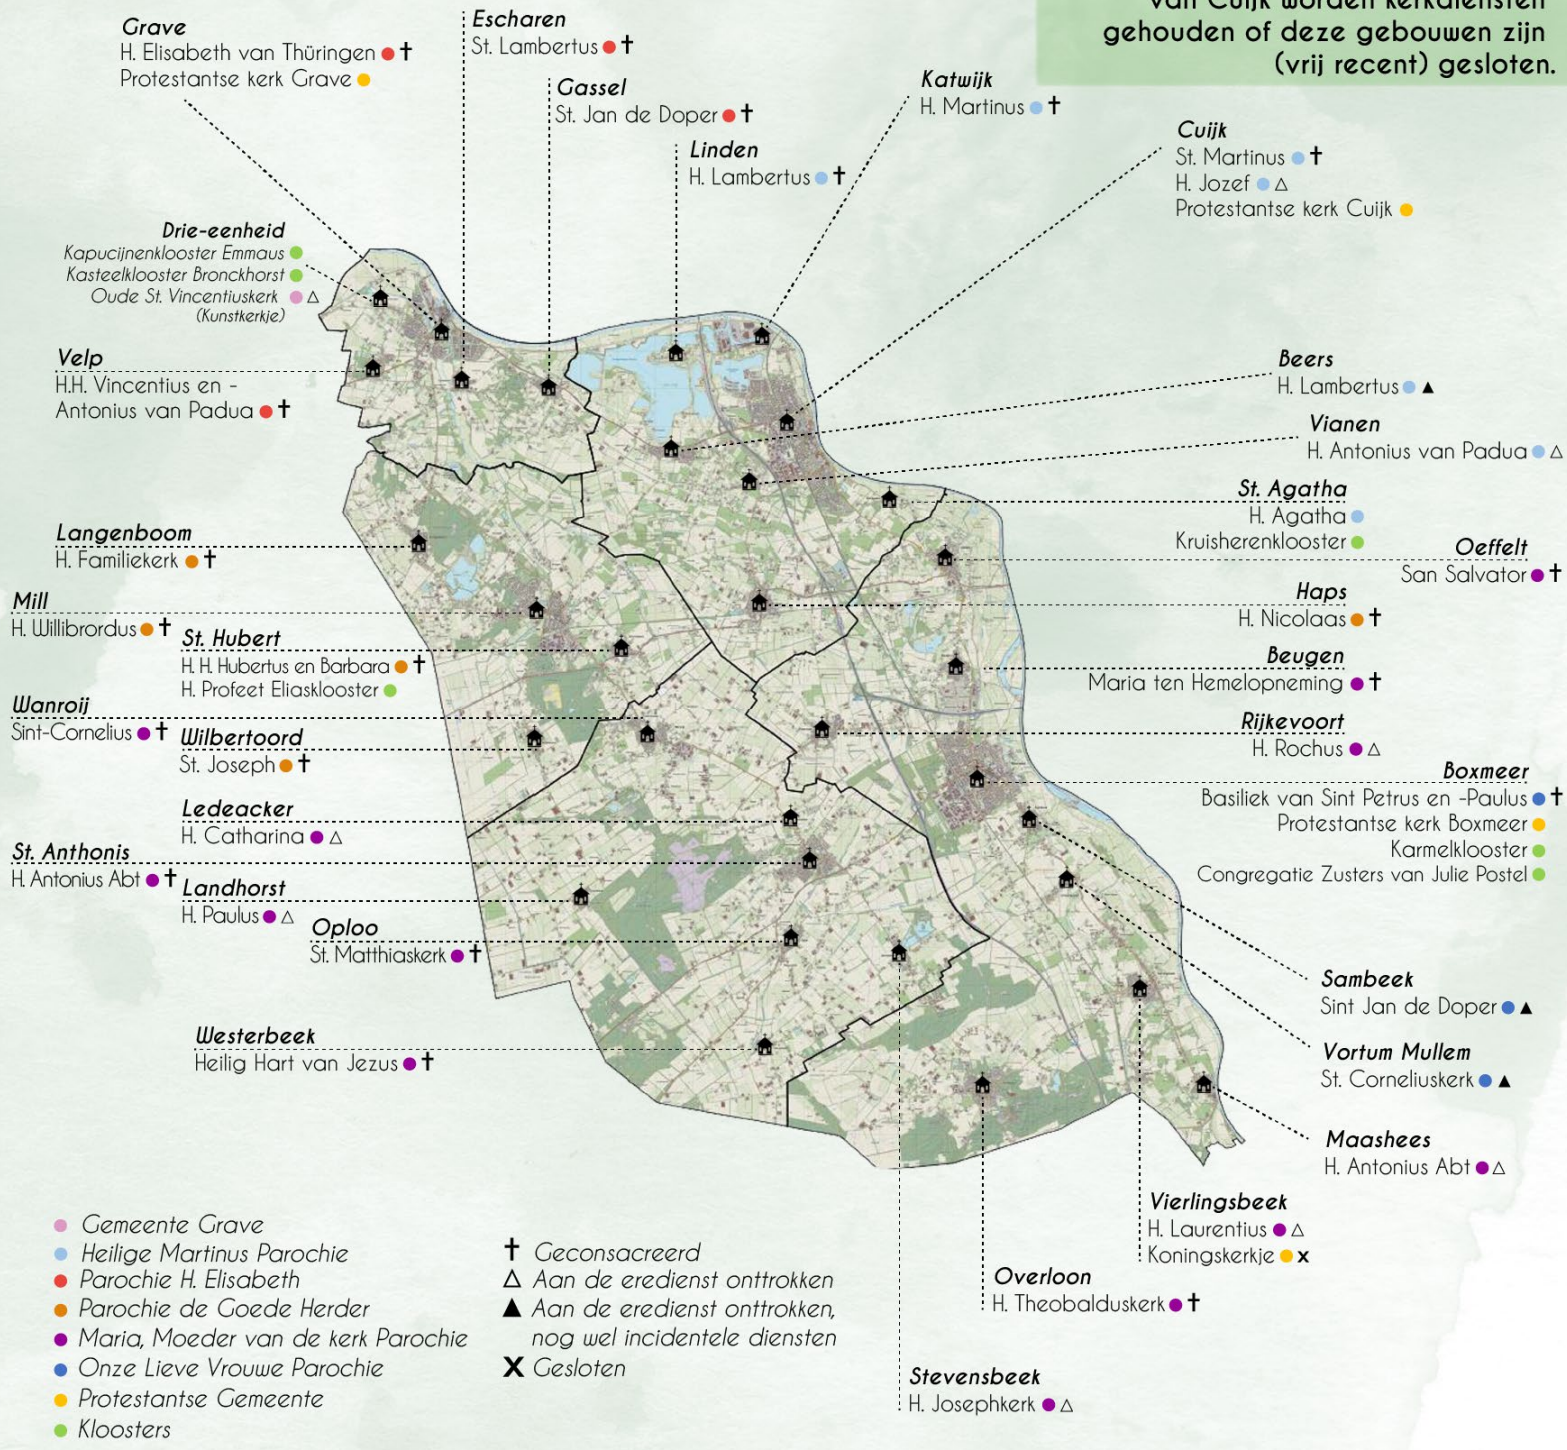 van Cuijk worden kerkdiensten
gehouden of deze gebouwen zijn
(vrij recent) gesloten.
Grave
H. Elisabeth van Thüringen ✝
Protestantse kerk Grave
Escharen
St. Lambertus ✝
Gassel
St. Jan de Doper ✝
Linden
H. Lambertus ✝
Katwijk
H. Martinus ✝
Cuijk
St. Martinus ✝
H. Jozef △
Protestantse kerk Cuijk
Drie-eenheid
Kapucijnenklooster Emmaus
Kasteelklooster Bronckhorst
Oude St. Vincentiuskerk △
(Kunstkerkje)
Velp
H.H. Vincentius en -
Antonius van Padua ✝
Beers
H. Lambertus ▲
Vianen
H. Antonius van Padua △
St. Agatha
H. Agatha
Kruisherenklooster
Oeffelt
San Salvator ✝
Haps
H. Nicolaas ✝
Beugen
Maria ten Hemelopneming ✝
Rijkevoort
H. Rochus △
Boxmeer
Basiliek van Sint Petrus en -Paulus ✝
Protestantse kerk Boxmeer
Karmelklooster
Congregatie Zusters van Julie Postel
Langenboom
H. Familiekerk ✝
Mill
H. Willibrordus ✝
St. Hubert
H. H. Hubertus en Barbara ✝
H. Profeet Eliasklooster
Wanroij
Sint-Cornelius ✝
Wilbertoord
St. Joseph ✝
Ledeacker
H. Catharina △
St. Anthonis
H. Antonius Abt ✝
Landhorst
H. Paulus △
Oploo
St. Matthiaskerk ✝
Westerbeek
Heilig Hart van Jezus ✝
Sambeek
Sint Jan de Doper ▲
Vortum Mullem
St. Corneliuskerk ▲
Maashees
H. Antonius Abt △
Vierlingsbeek
H. Laurentius △
Koningskerkje x
Overloon
H. Theobalduskerk ✝
Stevensbeek
H. Josephkerk △
Gemeente Grave
Heilige Martinus Parochie
Parochie H. Elisabeth
Parochie de Goede Herder
Maria, Moeder van de kerk Parochie
Onze Lieve Vrouwe Parochie
Protestantse Gemeente
Kloosters
✝ Geconsacreerd
△ Aan de eredienst onttrokken
▲ Aan de eredienst onttrokken,
nog wel incidentele diensten
X Gesloten